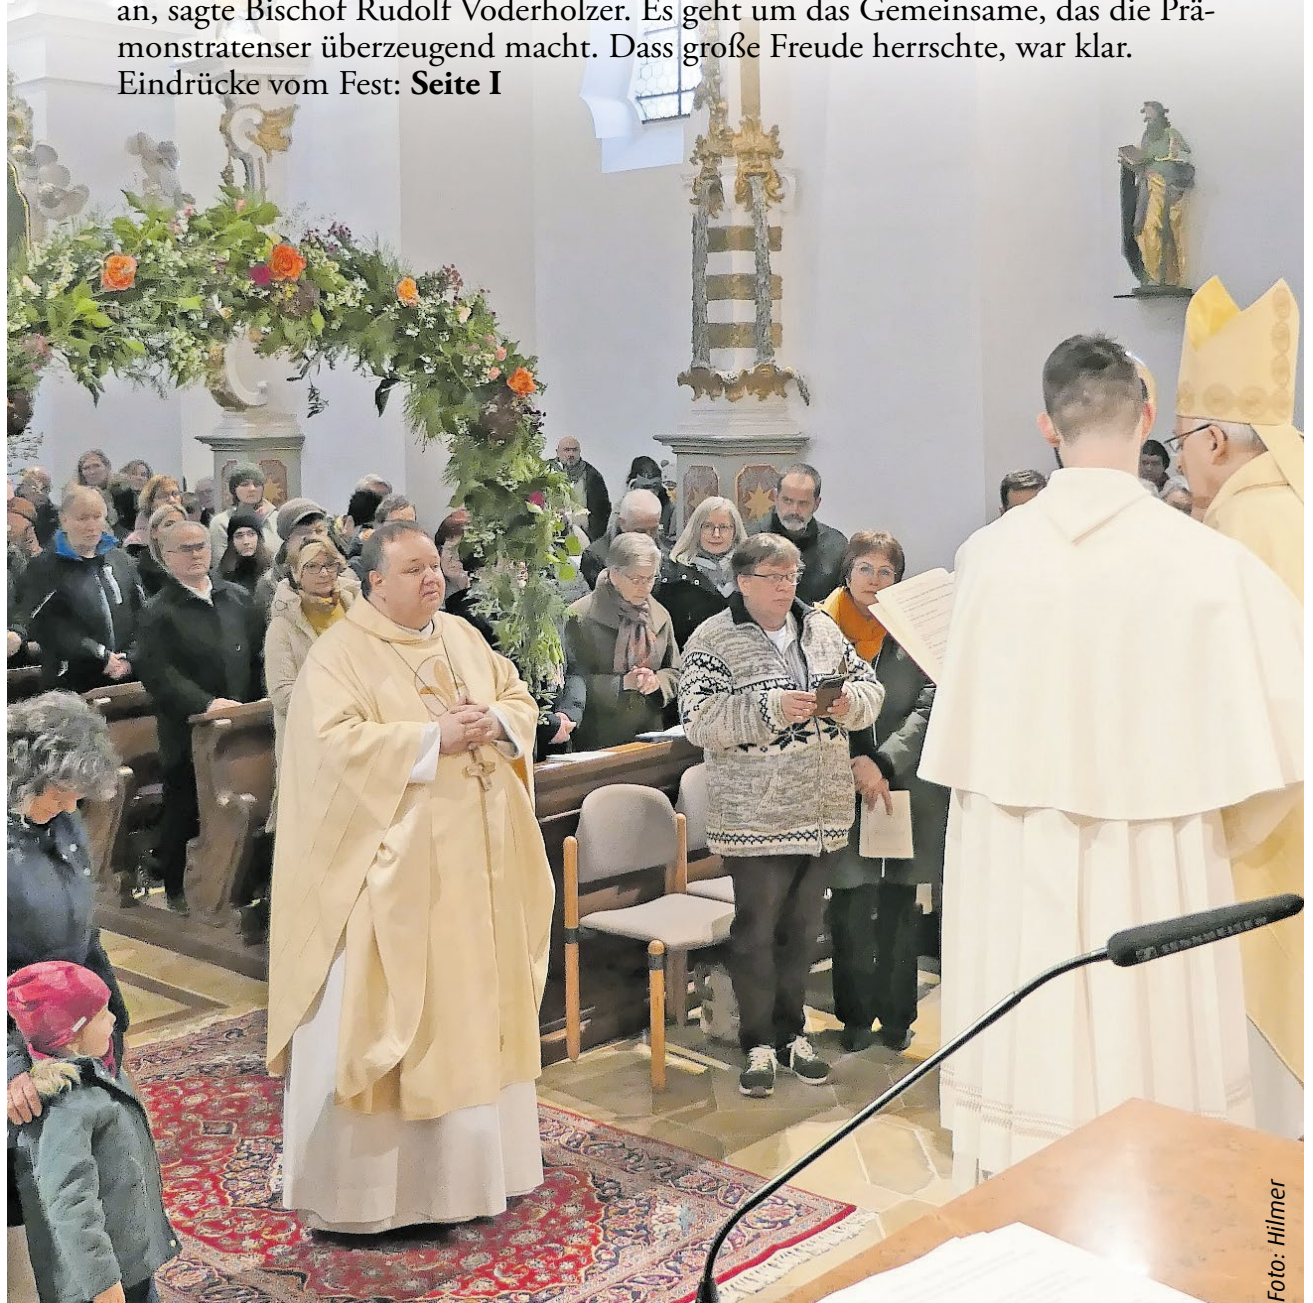 an, sagte Bischof Rudolf Voderholzer. Es geht um das Gemeinsame, das die Prä-
monstratenser überzeugend macht. Dass große Freude herrschte, war klar.
Eindrücke vom Fest: Seite I
SENNHEISER
Foto: Hilmer